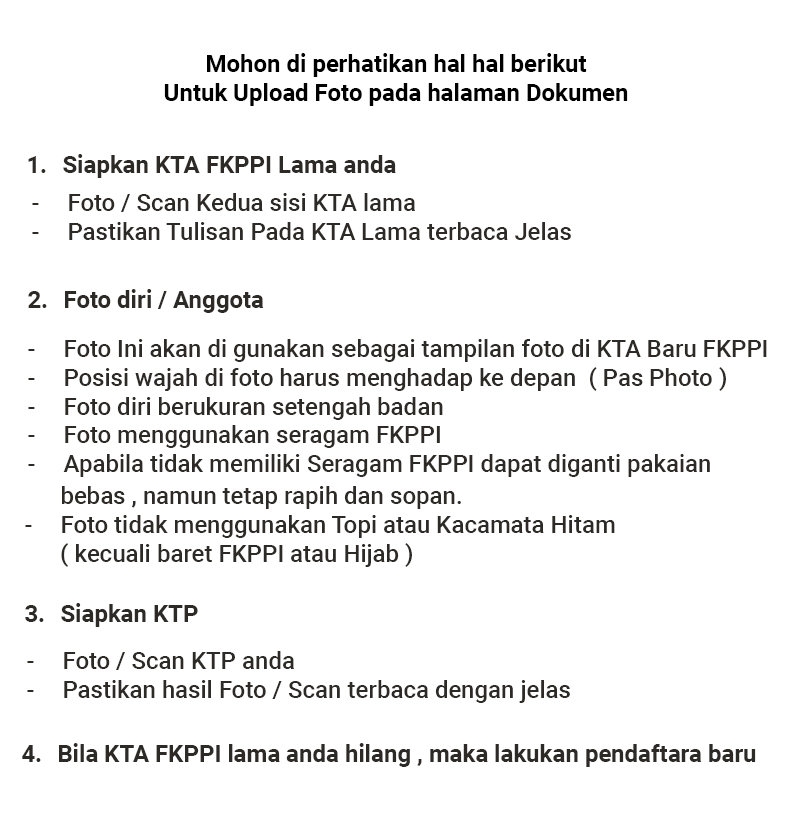 Mohon di perhatikan hal hal berikut
Untuk Upload Foto pada halaman Dokumen
1. Siapkan KTA FKPPI Lama anda
- Foto / Scan Kedua sisi KTA lama
- Pastikan Tulisan Pada KTA Lama terbaca Jelas
2. Foto diri / Anggota
- Foto Ini akan di gunakan sebagai tampilan foto di KTA Baru FKPPI
- Posisi wajah di foto harus menghadap ke depan ( Pas Photo )
- Foto diri berukuran setengah badan
- Foto menggunakan seragam FKPPI
- Apabila tidak memiliki Seragam FKPPI dapat diganti pakaian
bebas , namun tetap rapih dan sopan.
- Foto tidak menggunakan Topi atau Kacamata Hitam
( kecuali baret FKPPI atau Hijab )
3. Siapkan KTP
- Foto / Scan KTP anda
- Pastikan hasil Foto / Scan terbaca dengan jelas
4. Bila KTA FKPPI lama anda hilang , maka lakukan pendaftara baru